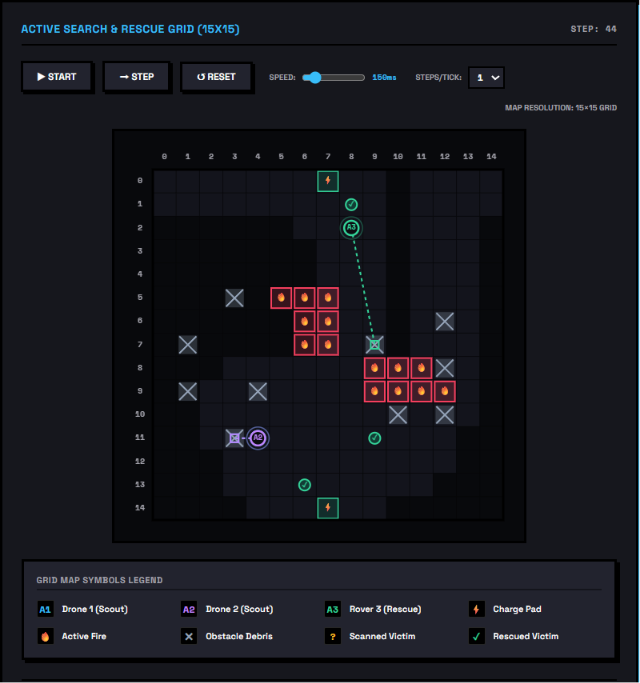 ACTIVE SEARCH & RESCUE GRID (15X15) STEP: 44
▶ START → STEP ↺ RESET SPEED: 150ms STEPS/TICK: 1
MAP RESOLUTION: 15×15 GRID
0 1 2 3 4 5 6 7 8 9 10 11 12 13 14
0
1
2 A3
3
4
5
6
7
8
9
10
11 A2
12
13
14
GRID MAP SYMBOLS LEGEND
A1 Drone 1 (Scout) A2 Drone 2 (Scout) A3 Rover 3 (Rescue) Charge Pad
Active Fire Obstacle Debris ? Scanned Victim ✓ Rescued Victim